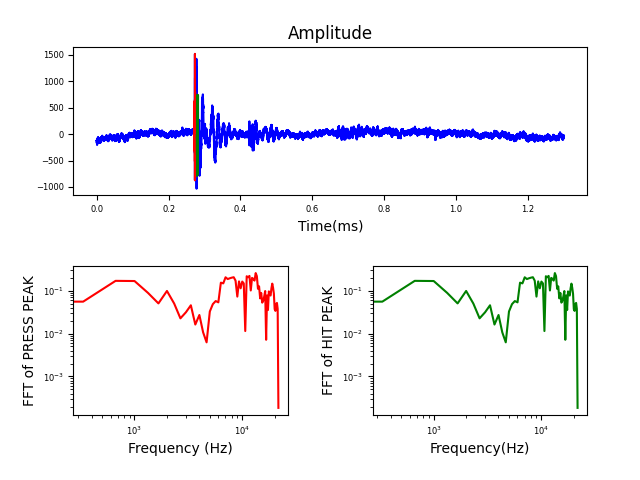 Amplitude
1500
1000
500
0
−500
−1000
0.0 0.2 0.4 0.6 0.8 1.0 1.2
Time(ms)
FFT of PRESS PEAK
10⁻¹
10⁻²
10⁻³
10³ 10⁴
Frequency (Hz)
FFT of HIT PEAK
10⁻¹
10⁻²
10⁻³
10³ 10⁴
Frequency(Hz)